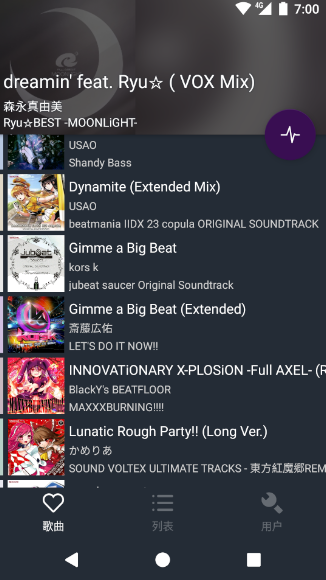 4G 7:00
dreamin' feat. Ryu☆ ( VOX Mix)
森永真由美
Ryu☆BEST -MOONLiGHT-
USAO
Shandy Bass
Dynamite (Extended Mix)
USAO
beatmania IIDX 23 copula ORIGINAL SOUNDTRACK
Gimme a Big Beat
kors k
jubeat saucer Original Soundtrack
Gimme a Big Beat (Extended)
斎藤広佑
LET'S DO IT NOW!!
INNOVATiONARY X-PLOSiON -Full AXEL- (R
BlackY's BEATFLOOR
MAXXXBURNING!!!!
Lunatic Rough Party!! (Long Ver.)
かめりあ
SOUND VOLTEX ULTIMATE TRACKS - 東方紅魔郷REM
歌曲 列表 用户